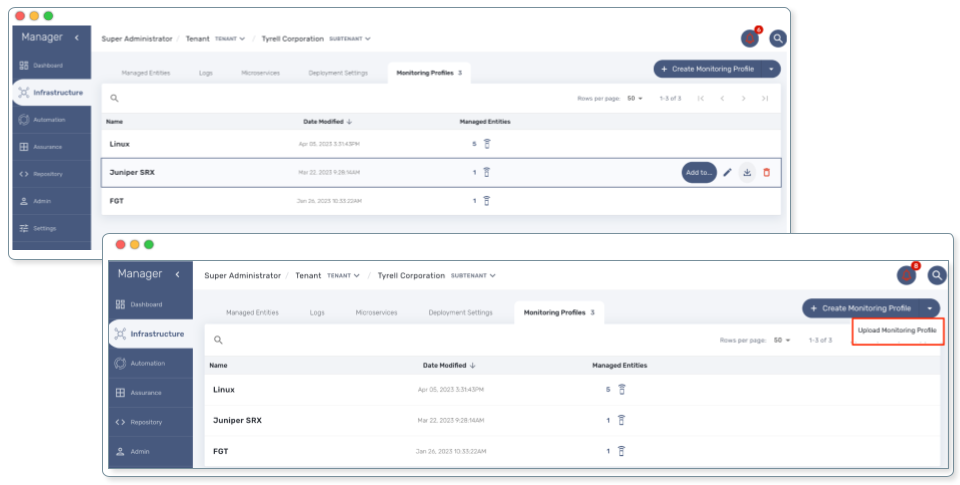 Manager <
Super Administrator / Tenant TENANT / Tyrell Corporation SUBTENANT
Dashboard
Managed Entities Logs Microservices Deployment Settings Monitoring Profiles 3
+ Create Monitoring Profile
Infrastructure
Rows per page: 50 1-3 of 3 |< < > >|
Automation
Name Date Modified ↓ Managed Entities
Assurance
Linux Apr 05, 2023 3:31:43PM 5
Repository
Juniper SRX Mar 22, 2023 9:28:14AM 1 Add to...
Admin
FGT Jan 26, 2023 10:33:22AM 1
Settings
Manager <
Super Administrator / Tenant TENANT / Tyrell Corporation SUBTENANT
8
Dashboard
Managed Entities Logs Microservices Deployment Settings Monitoring Profiles 3
+ Create Monitoring Profile
Infrastructure
Upload Monitoring Profile
Rows per page: 50 1-3 of 3
Automation
Name Date Modified ↓ Managed Entities
Assurance
Linux Apr 05, 2023 3:31:43PM 5
Repository
Juniper SRX Mar 22, 2023 9:28:14AM 1
Admin
FGT Jan 26, 2023 10:33:22AM 1